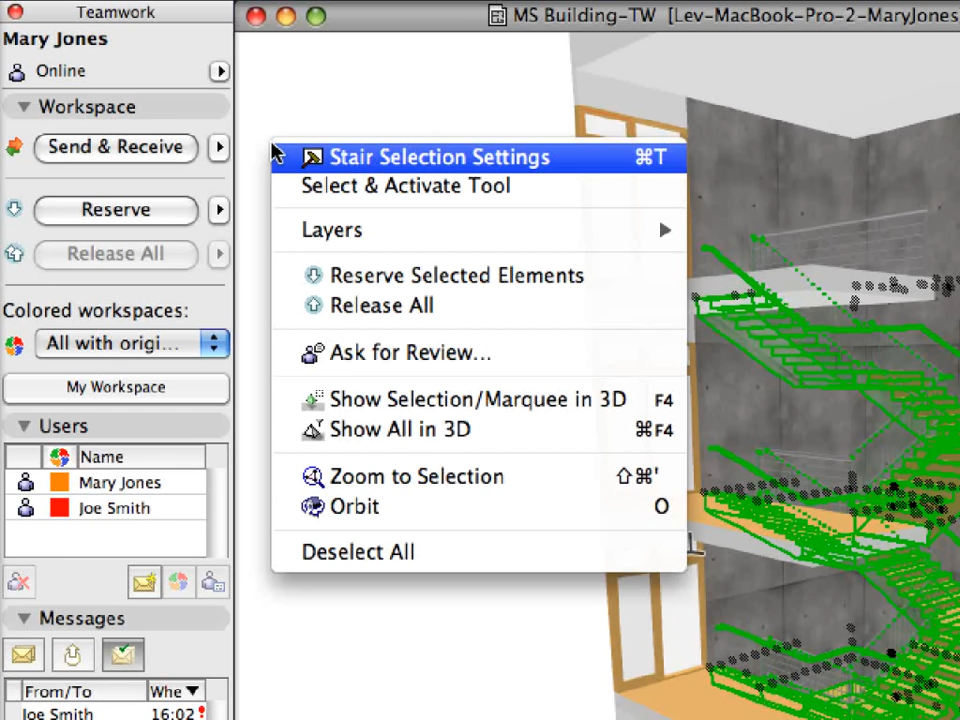 Teamwork
MS Building-TW [Lev-MacBook-Pro-2-MaryJones
Mary Jones
Online
Workspace
Send & Receive
Reserve
Release All
Colored workspaces:
All with origi...
My Workspace
Users
Name
Mary Jones
Joe Smith
Messages
From/To Whe
Joe Smith 16:02
Stair Selection Settings ⌘T
Select & Activate Tool
Layers
Reserve Selected Elements
Release All
Ask for Review...
Show Selection/Marquee in 3D F4
Show All in 3D ⌘F4
Zoom to Selection ⇧⌘'
Orbit O
Deselect All